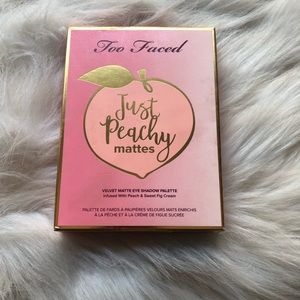 Too Faced
Just
Peachy
mattes
VELVET MATTE EYE SHADOW PALETTE
Infused With Peach & Sweet Fig Cream
PALETTE DE FARDS À PAUPIÈRES VELOURS MATS ENRICHIS
À LA PÊCHE ET À LA CRÈME DE FIGUE SUCRÉE